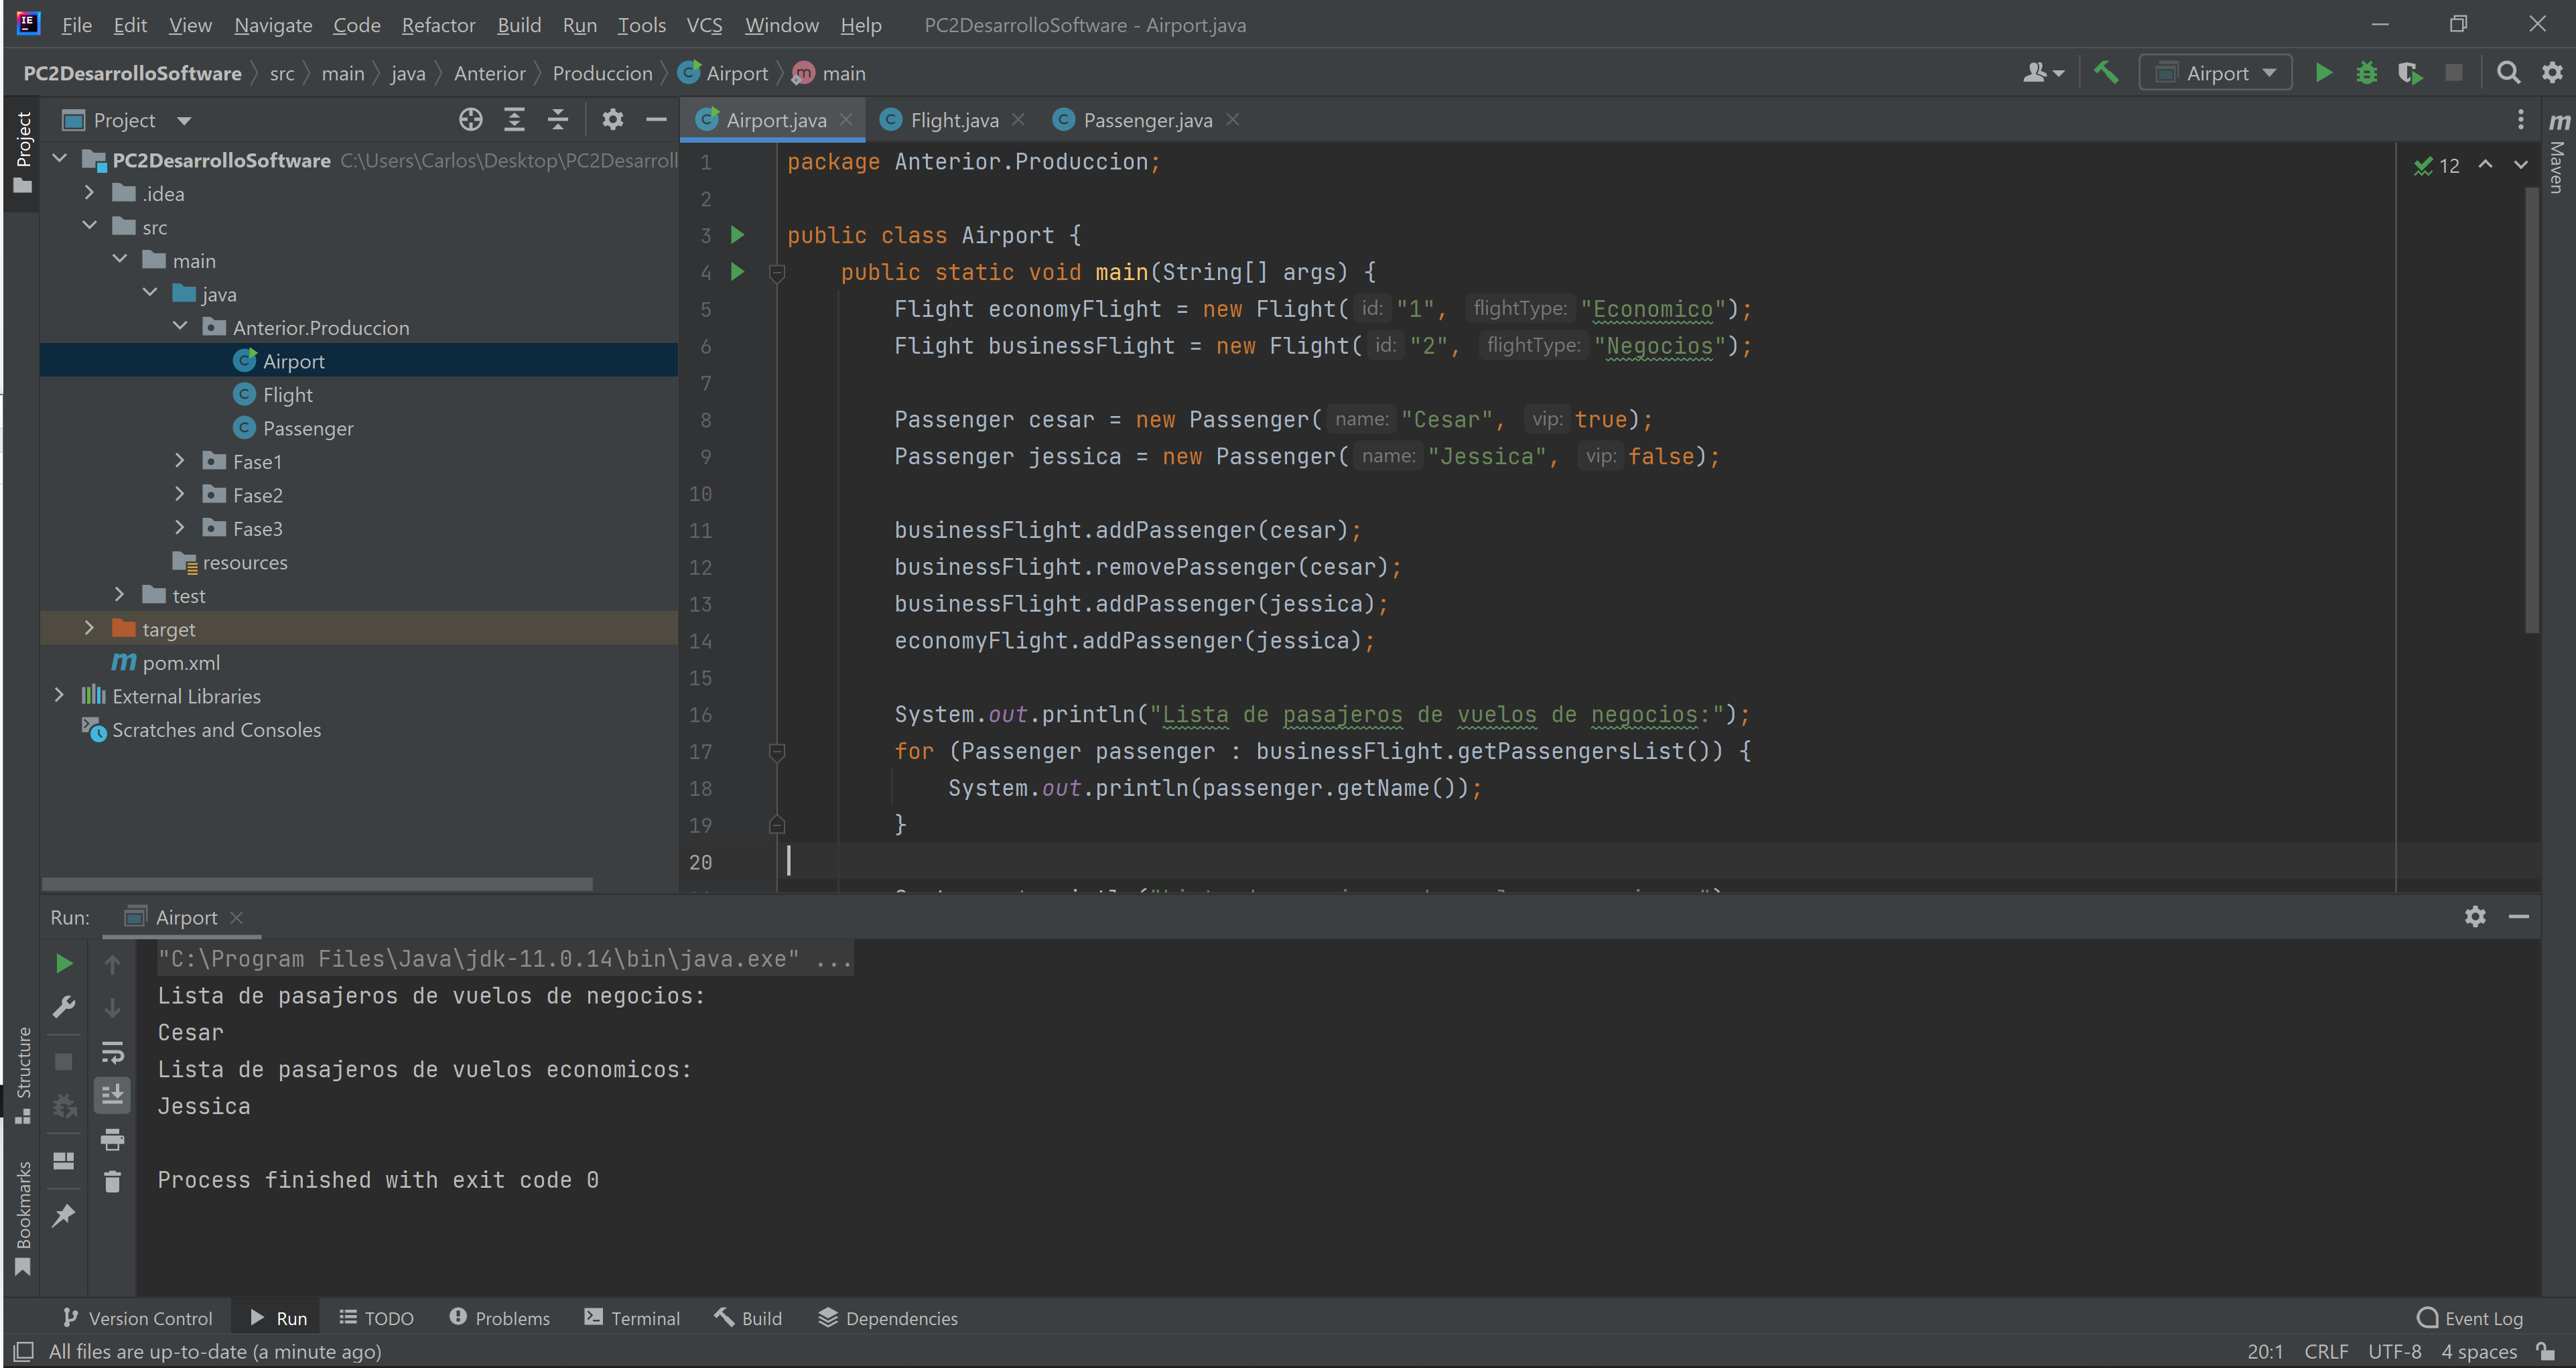 File Edit View Navigate Code Refactor Build Run Tools VCS Window Help PC2DesarrolloSoftware - Airport.java
PC2DesarrolloSoftware src main java Anterior Produccion Airport main Airport
Project
Project
PC2DesarrolloSoftware C:\Users\Carlos\Desktop\PC2Desarroll
.idea
src
main
java
Anterior.Produccion
Airport
Flight
Passenger
Fase1
Fase2
Fase3
resources
test
target
pom.xml
External Libraries
Scratches and Consoles
Airport.java Flight.java Passenger.java
12
Maven
1 package Anterior.Produccion;
2
3 public class Airport {
4 public static void main(String[] args) {
5 Flight economyFlight = new Flight( id: "1", flightType: "Economico");
6 Flight businessFlight = new Flight( id: "2", flightType: "Negocios");
7
8 Passenger cesar = new Passenger( name: "Cesar", vip: true);
9 Passenger jessica = new Passenger( name: "Jessica", vip: false);
10
11 businessFlight.addPassenger(cesar);
12 businessFlight.removePassenger(cesar);
13 businessFlight.addPassenger(jessica);
14 economyFlight.addPassenger(jessica);
15
16 System.out.println("Lista de pasajeros de vuelos de negocios:");
17 for (Passenger passenger : businessFlight.getPassengersList()) {
18 System.out.println(passenger.getName());
19 }
20
Run: Airport
"C:\Program Files\Java\jdk-11.0.14\bin\java.exe" ...
Lista de pasajeros de vuelos de negocios:
Cesar
Lista de pasajeros de vuelos economicos:
Jessica
Process finished with exit code 0
Structure
Bookmarks
Version Control Run TODO Problems Terminal Build Dependencies Event Log
All files are up-to-date (a minute ago) 20:1 CRLF UTF-8 4 spaces